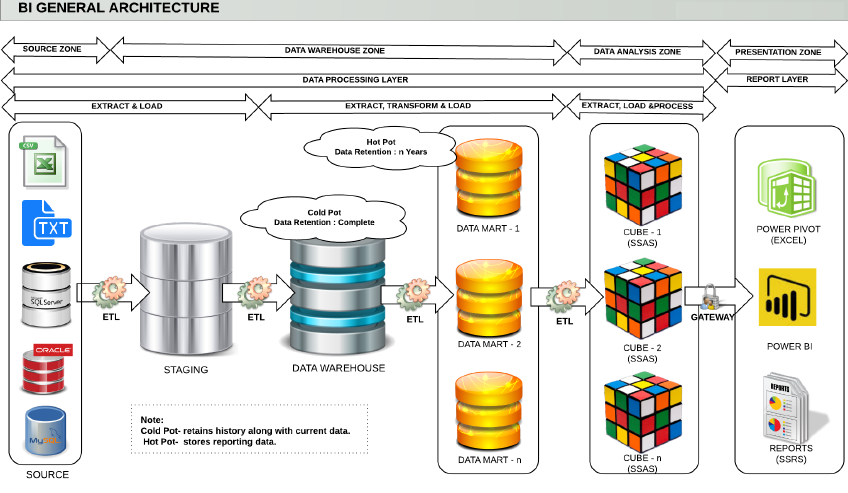 BI GENERAL ARCHITECTURE
SOURCE ZONE
DATA WAREHOUSE ZONE
DATA ANALYSIS ZONE
PRESENTATION ZONE
DATA PROCESSING LAYER
REPORT LAYER
EXTRACT & LOAD
EXTRACT, TRANSFORM & LOAD
EXTRACT, LOAD &PROCESS
CSV
X
TXT
SQLServer
ORACLE
MySQL
SOURCE
ETL
STAGING
ETL
Cold Pot
Data Retention : Complete
DATA WAREHOUSE
ETL
Hot Pot
Data Retention : n Years
DATA MART - 1
DATA MART - 2
DATA MART - n
ETL
CUBE - 1
(SSAS)
CUBE - 2
(SSAS)
CUBE - n
(SSAS)
GATEWAY
POWER PIVOT
(EXCEL)
POWER BI
REPORTS
REPORTS
(SSRS)
Note:
Cold Pot- retains history along with current data.
Hot Pot- stores reporting data.